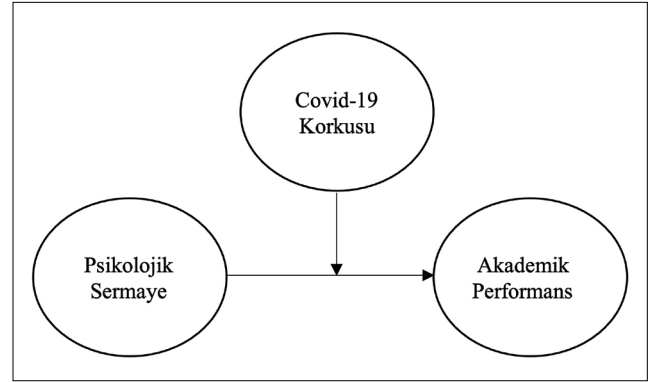 Covid-19
Korkusu
Psikolojik
Sermaye
Akademik
Performans